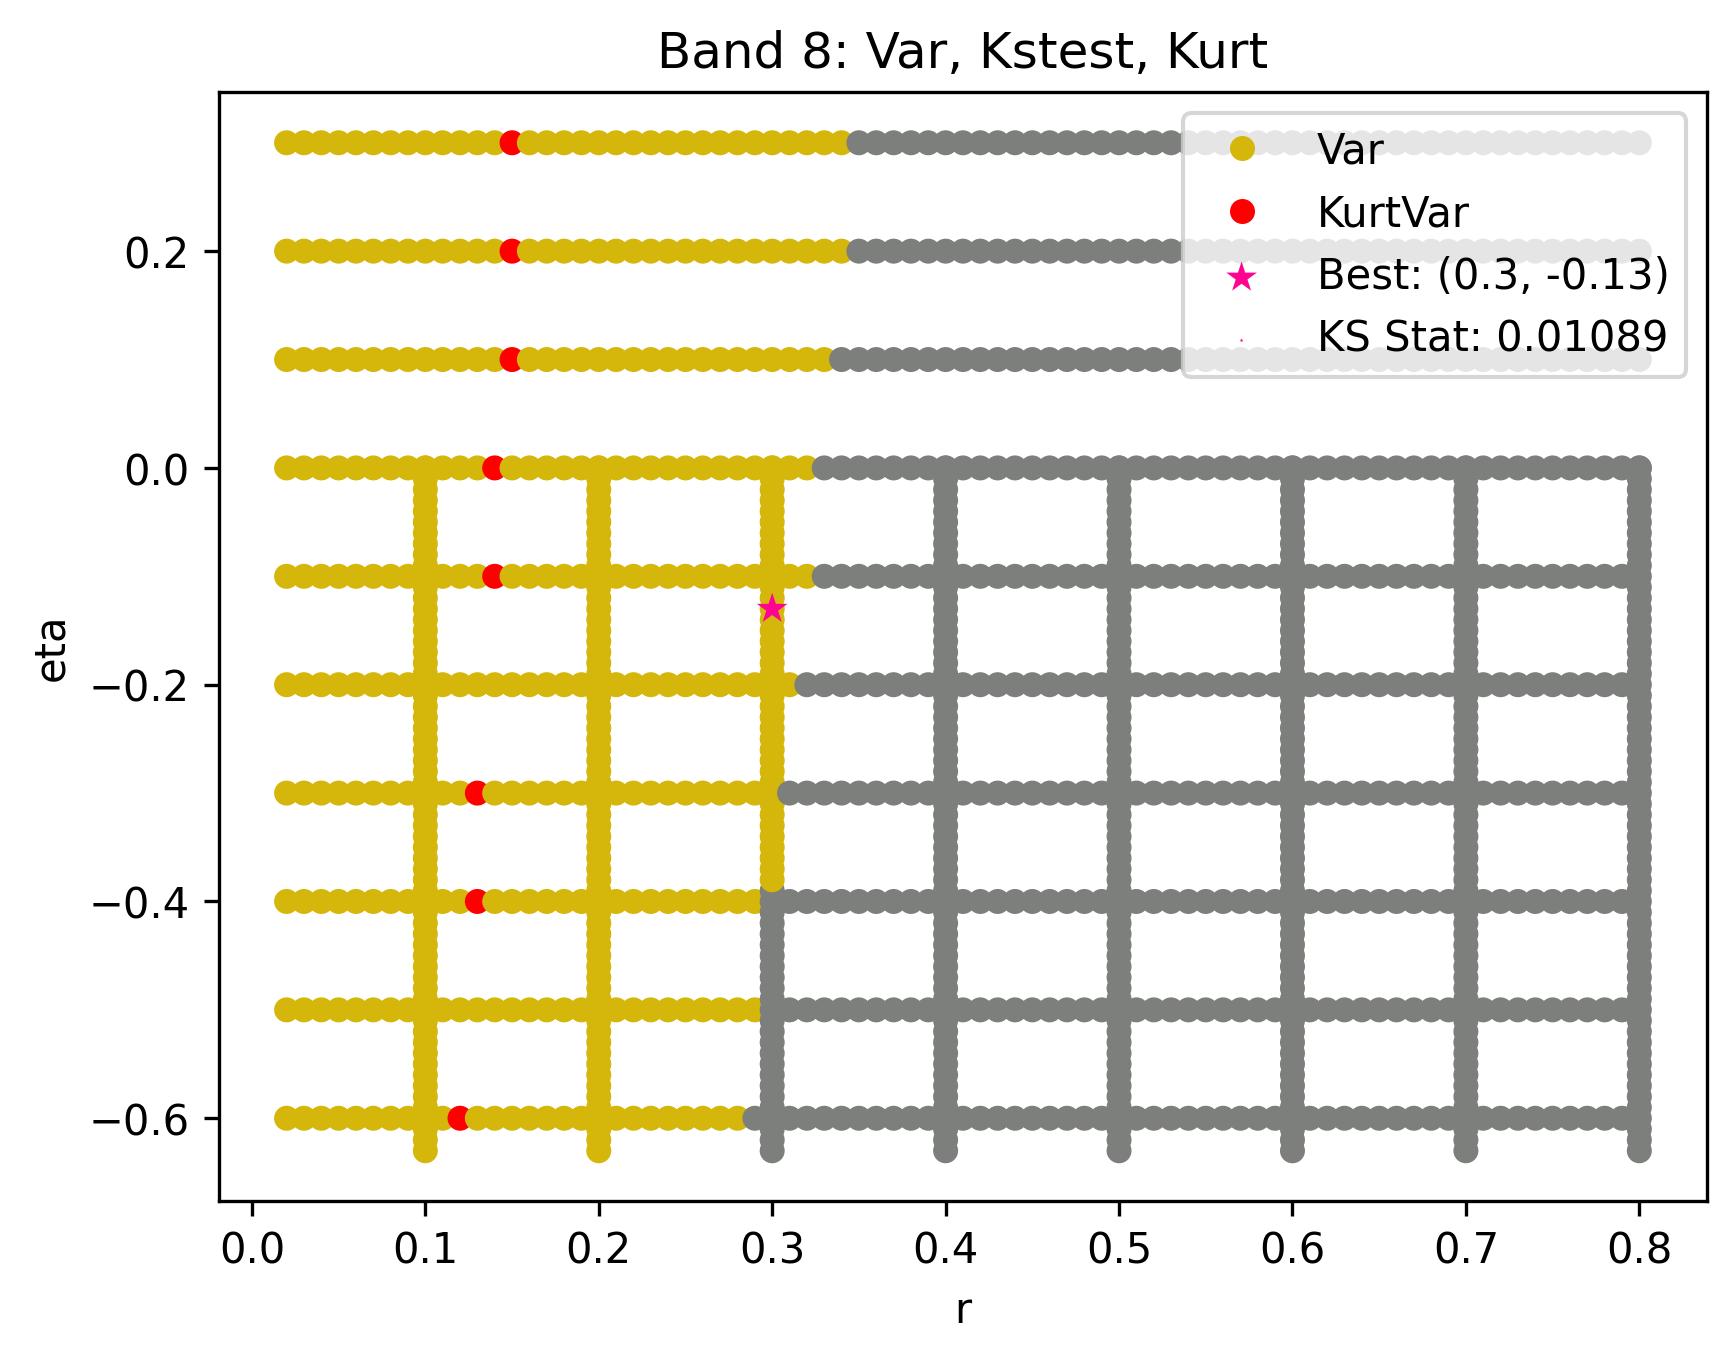 Band 8: Var, Kstest, Kurt
Var
KurtVar
Best: (0.3, -0.13)
KS Stat: 0.01089
eta
0.2
0.0
−0.2
−0.4
−0.6
0.0 0.1 0.2 0.3 0.4 0.5 0.6 0.7 0.8
r